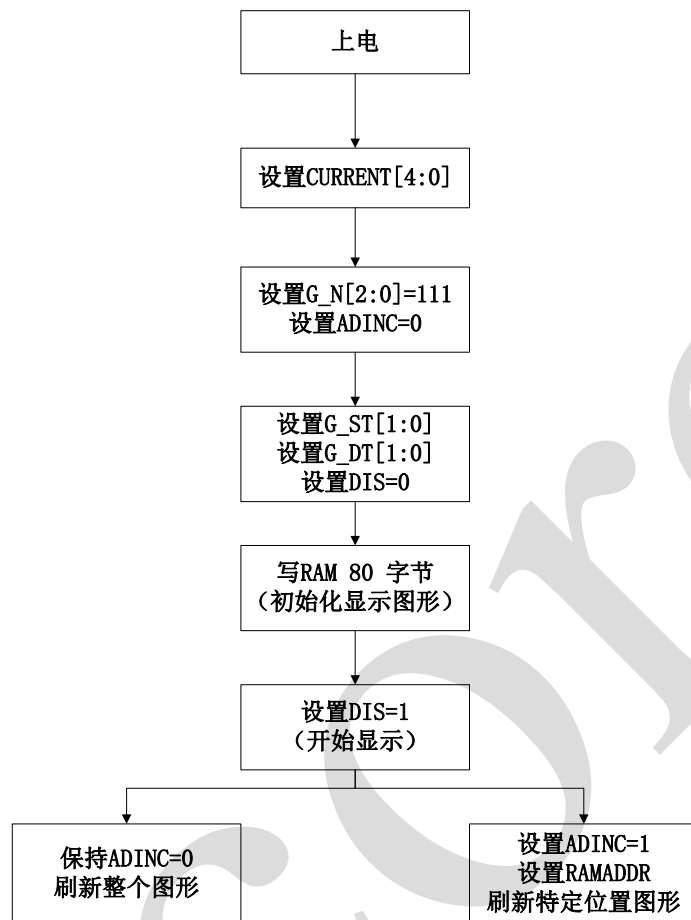 上电
设置CURRENT[4:0]
设置G_N[2:0]=111
设置ADINC=0
设置G_ST[1:0]
设置G_DT[1:0]
设置DIS=0
写RAM 80 字节
（初始化显示图形）
设置DIS=1
（开始显示）
保持ADINC=0
刷新整个图形
设置ADINC=1
设置RAMADDR
刷新特定位置图形